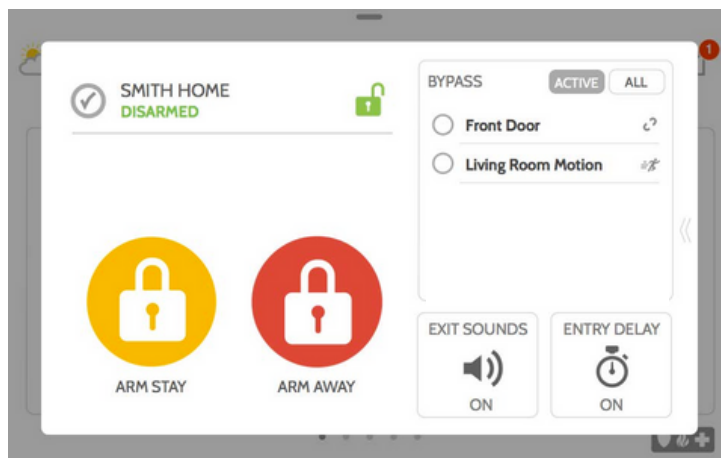 SMITH HOME
DISARMED
ARM STAY
ARM AWAY
BYPASS
ACTIVE
ALL
Front Door
Living Room Motion
EXIT SOUNDS
ON
ENTRY DELAY
ON
1